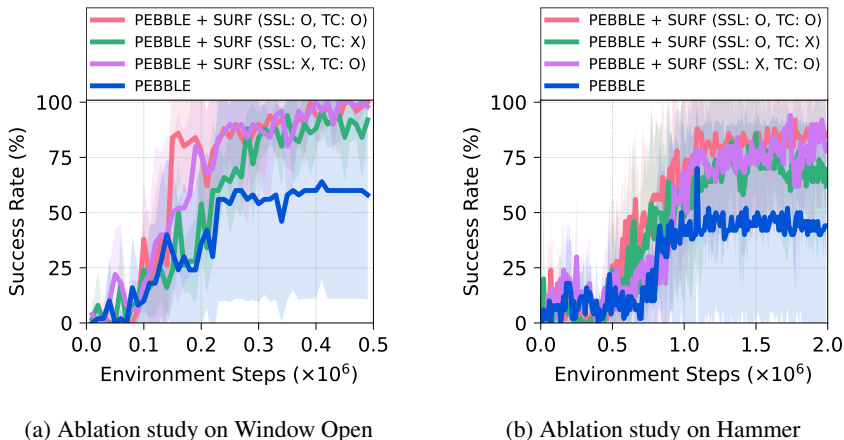 PEBBLE + SURF (SSL: O, TC: O)
PEBBLE + SURF (SSL: O, TC: X)
PEBBLE + SURF (SSL: X, TC: O)
PEBBLE
100
75
50
25
0
Success Rate (%)
0.0 0.1 0.2 0.3 0.4 0.5
Environment Steps (×10⁶)
(a) Ablation study on Window Open
PEBBLE + SURF (SSL: O, TC: O)
PEBBLE + SURF (SSL: O, TC: X)
PEBBLE + SURF (SSL: X, TC: O)
PEBBLE
100
75
50
25
0
Success Rate (%)
0.0 0.5 1.0 1.5 2.0
Environment Steps (×10⁶)
(b) Ablation study on Hammer